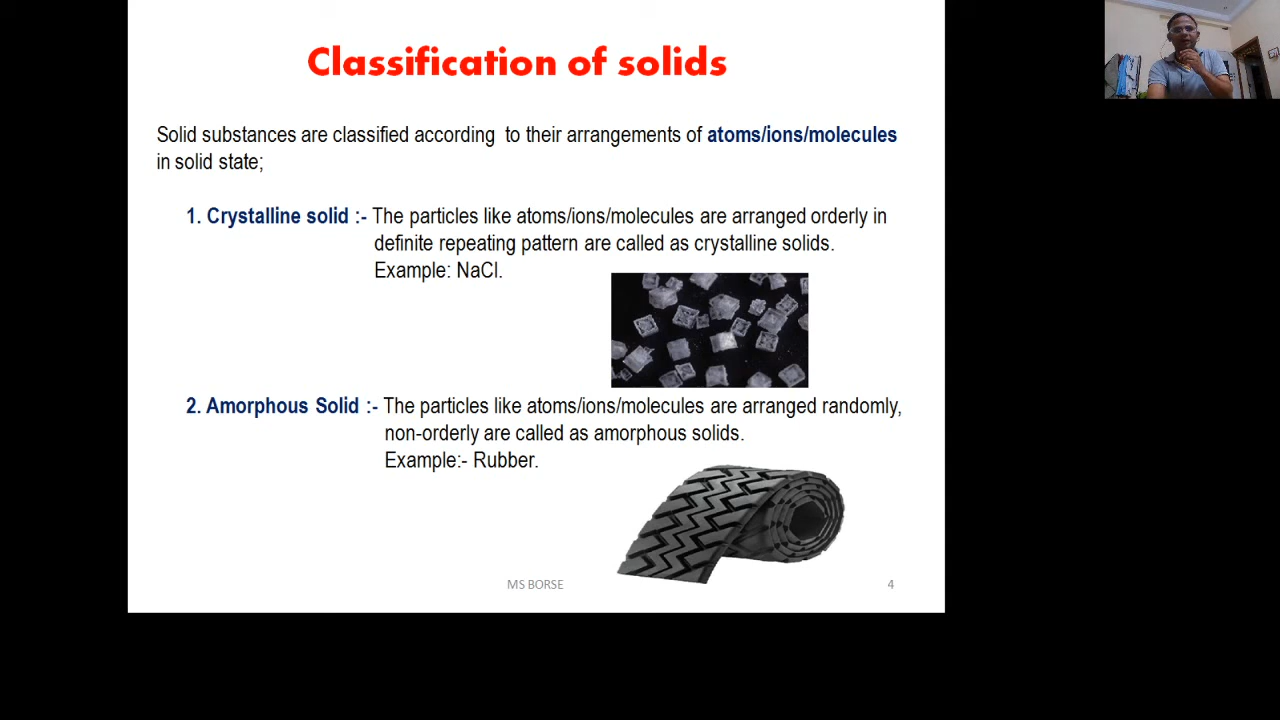 Classification of solids
Solid substances are classified according to their arrangements of atoms/ions/molecules
in solid state;
1. Crystalline solid :- The particles like atoms/ions/molecules are arranged orderly in
definite repeating pattern are called as crystalline solids.
Example: NaCl.
2. Amorphous Solid :- The particles like atoms/ions/molecules are arranged randomly,
non-orderly are called as amorphous solids.
Example:- Rubber.
MS BORSE
4